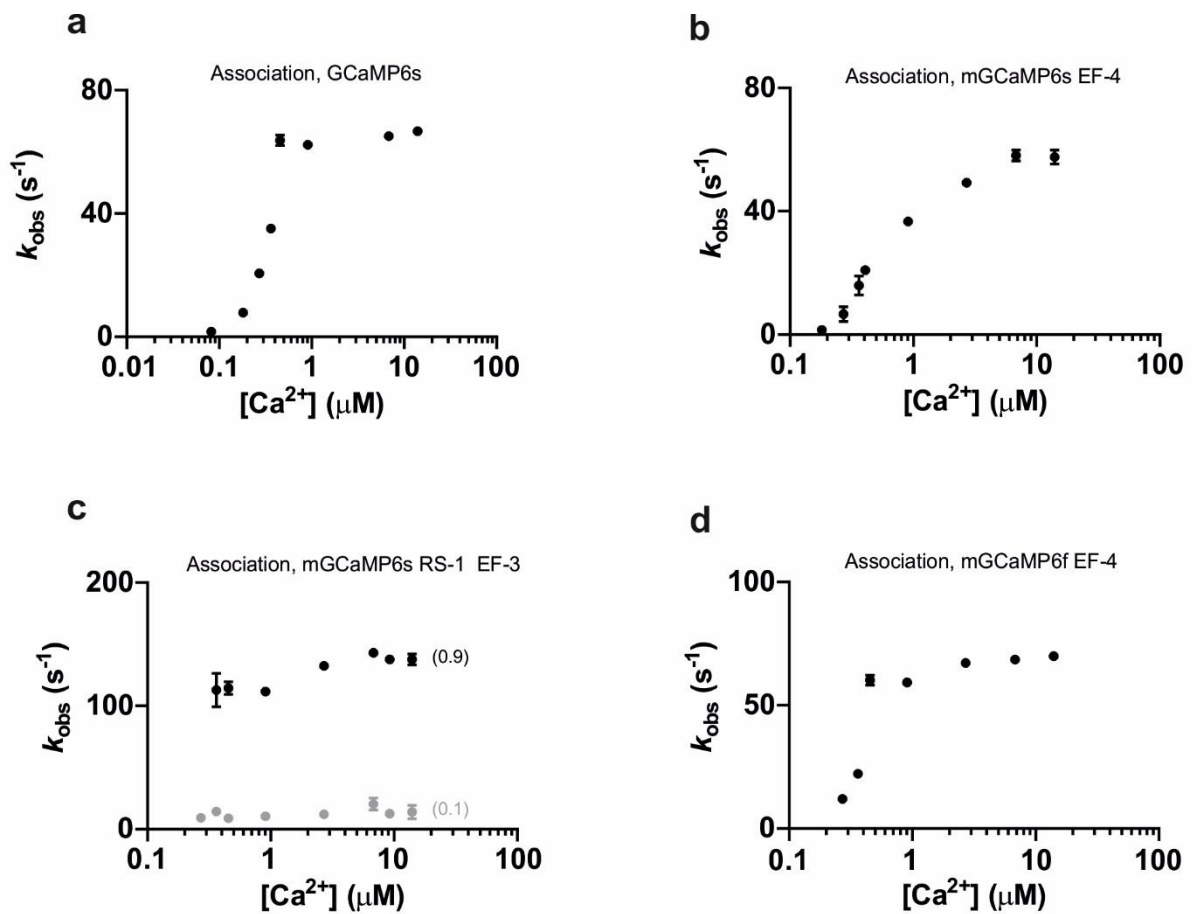 a
Association, GCaMP6s
80
40
0
0.01 0.1 1 10 100
kobs (s-1)
[Ca2+] (μM)
b
Association, mGCaMP6s EF-4
80
40
0
0.1 1 10 100
kobs (s-1)
[Ca2+] (μM)
c
Association, mGCaMP6s RS-1 EF-3
200
100
0
0.1 1 10 100
kobs (s-1)
(0.9)
(0.1)
[Ca2+] (μM)
d
Association, mGCaMP6f EF-4
100
50
0
0.1 1 10 100
kobs (s-1)
[Ca2+] (μM)